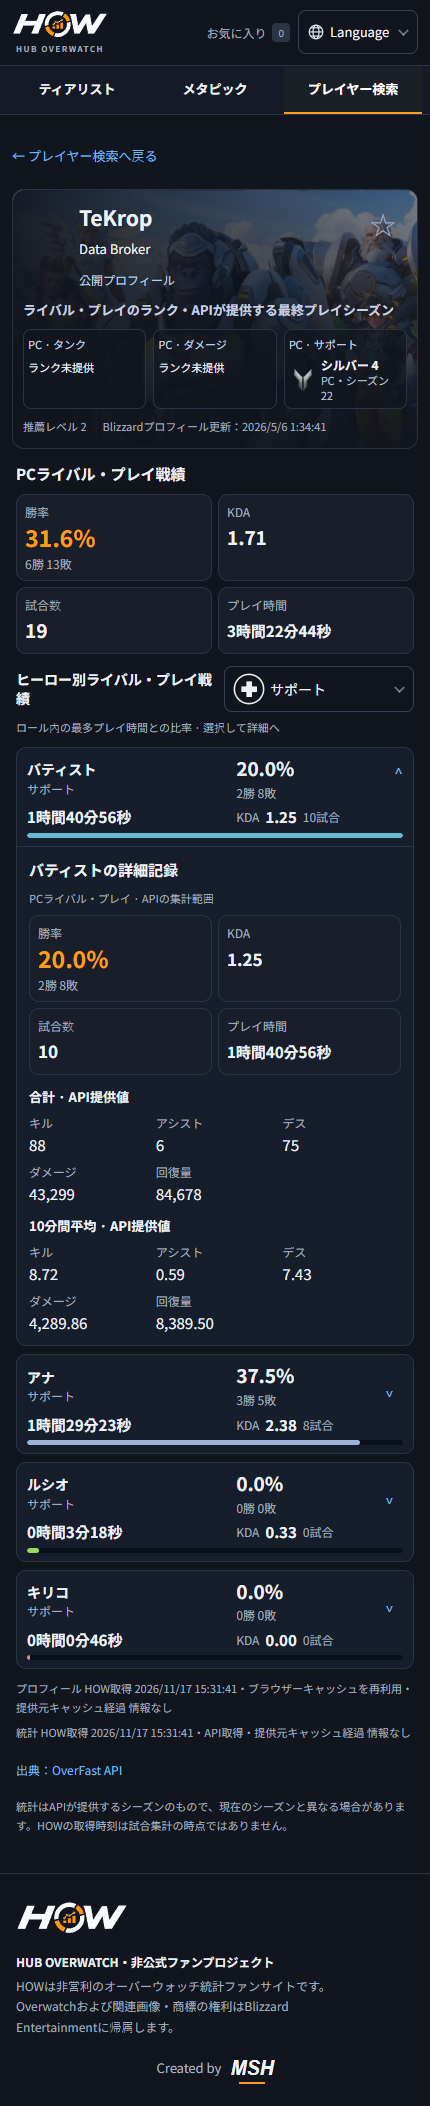 HOW
HUB OVERWATCH
お気に入り 0
Language
ティアリスト
メタピック
プレイヤー検索
← プレイヤー検索へ戻る
TeKrop
Data Broker
公開プロフィール
ライバル・プレイのランク・APIが提供する最終プレイシーズン
PC・タンク
ランク未提供
PC・ダメージ
ランク未提供
PC・サポート
シルバー 4
PC・シーズン
22
推薦レベル 2 Blizzardプロフィール更新：2026/5/6 1:34:41
PCライバル・プレイ戦績
勝率
31.6%
6勝 13敗
KDA
1.71
試合数
19
プレイ時間
3時間22分44秒
ヒーロー別ライバル・プレイ戦
績
サポート
ロール内の最多プレイ時間との比率・選択して詳細へ
バティスト
サポート
1時間40分56秒
20.0%
2勝 8敗
KDA 1.25 10試合
バティストの詳細記録
PCライバル・プレイ・APIの集計範囲
勝率
20.0%
2勝 8敗
KDA
1.25
試合数
10
プレイ時間
1時間40分56秒
合計・API提供値
キル アシスト デス
88 6 75
ダメージ 回復量
43,299 84,678
10分間平均・API提供値
キル アシスト デス
8.72 0.59 7.43
ダメージ 回復量
4,289.86 8,389.50
アナ
サポート
1時間29分23秒
37.5%
3勝 5敗
KDA 2.38 8試合
ルシオ
サポート
0時間3分18秒
0.0%
0勝 0敗
KDA 0.33 0試合
キリコ
サポート
0時間0分46秒
0.0%
0勝 0敗
KDA 0.00 0試合
プロフィール HOW取得 2026/11/17 15:31:41・ブラウザーキャッシュを再利用・
提供元キャッシュ経過 情報なし
統計 HOW取得 2026/11/17 15:31:41・API取得・提供元キャッシュ経過 情報なし
出典：OverFast API
統計はAPIが提供するシーズンのもので、現在のシーズンと異なる場合がありま
す。HOWの取得時刻は試合集計の時点ではありません。
HOW
HUB OVERWATCH・非公式ファンプロジェクト
HOWは非営利のオーバーウォッチ統計ファンサイトです。
Overwatchおよび関連画像・商標の権利はBlizzard
Entertainmentに帰属します。
Created by MSH